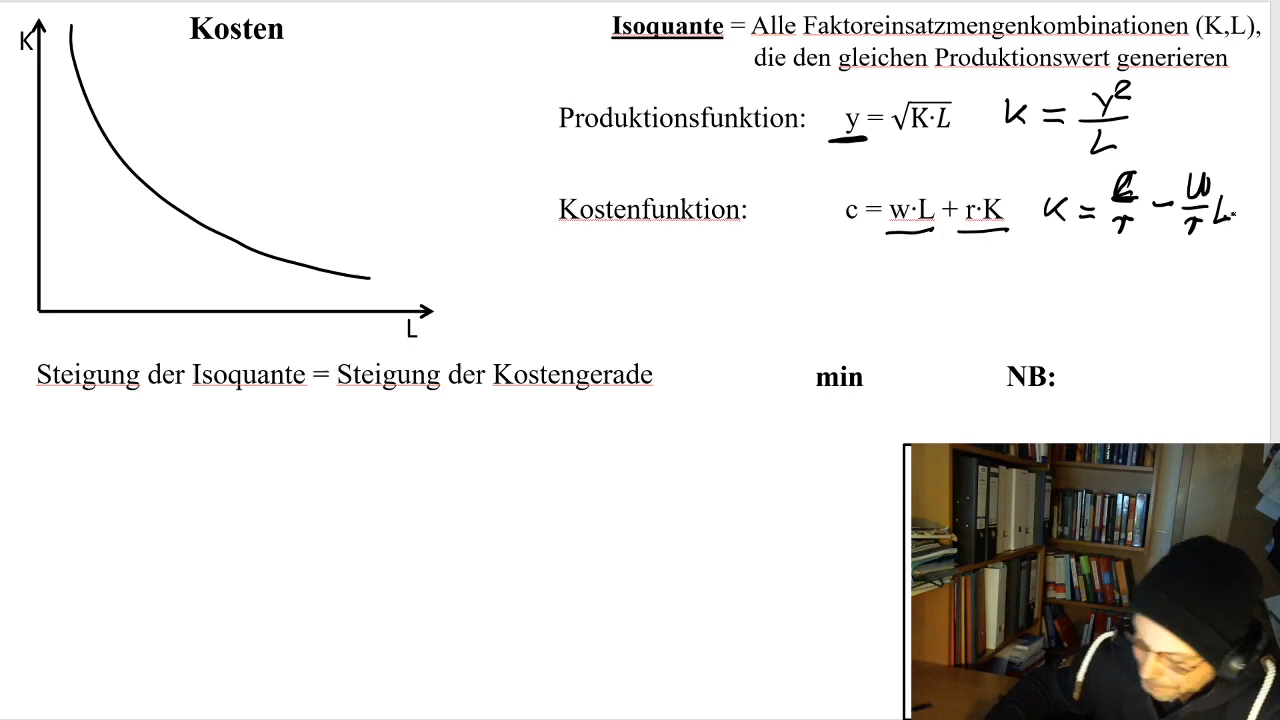 K
Kosten
Isoquante = Alle Faktoreinsatzmengenkombinationen (K,L),
die den gleichen Produktionswert generieren
Produktionsfunktion: y = √K·L K = y²/L
Kostenfunktion: c = w·L + r·K K = c/r - w/r L
L
Steigung der Isoquante = Steigung der Kostengerade
min NB: